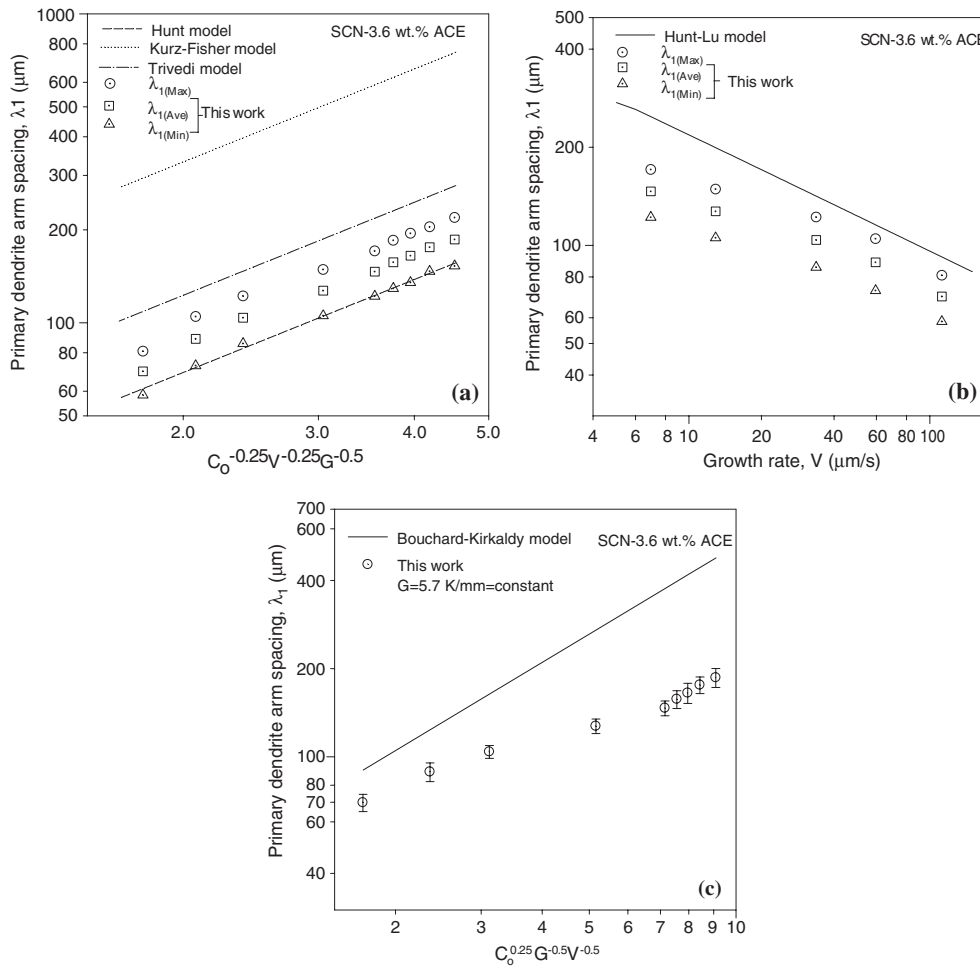 1000
800
600
500
400
300
200
100
80
60
50
Primary dendrite arm spacing, λ1 (μm)
Hunt model
Kurz-Fisher model
Trivedi model
λ1(Max)
λ1(Ave) This work
λ1(Min)
SCN-3.6 wt.% ACE
(a)
2.0 3.0 4.0 5.0
Co-0.25V-0.25G-0.5
500
400
200
100
80
60
40
Primary dendrite arm spacing, λ1 (μm)
Hunt-Lu model
SCN-3.6 wt.% ACE
λ1(Max)
λ1(Ave) This work
λ1(Min)
(b)
4 6 8 10 20 40 60 80 100
Growth rate, V (μm/s)
700
600
400
200
100
80
70
60
40
Primary dendrite arm spacing, λ1 (μm)
Bouchard-Kirkaldy model SCN-3.6 wt.% ACE
This work
G=5.7 K/mm=constant
(c)
2 3 4 5 6 7 8 9 10
Co0.25G-0.5V-0.5